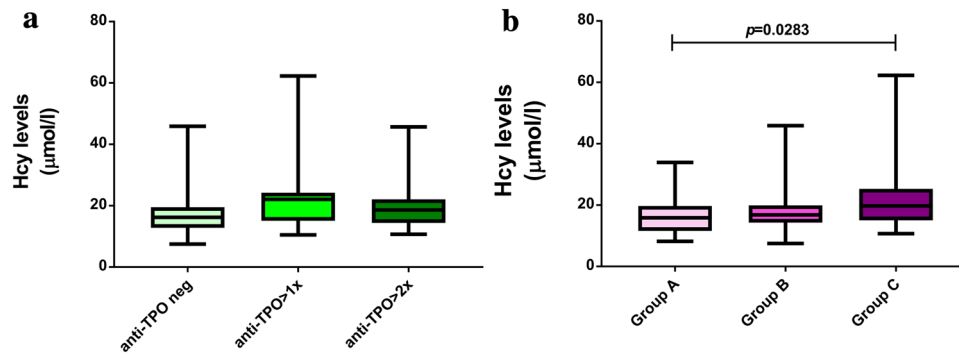 a
Hcy levels
(μmol/l)
80
60
40
20
0
anti-TPO neg
anti-TPO>1x
anti-TPO>2x
b
p=0.0283
Hcy levels
(μmol/l)
80
60
40
20
0
Group A
Group B
Group C